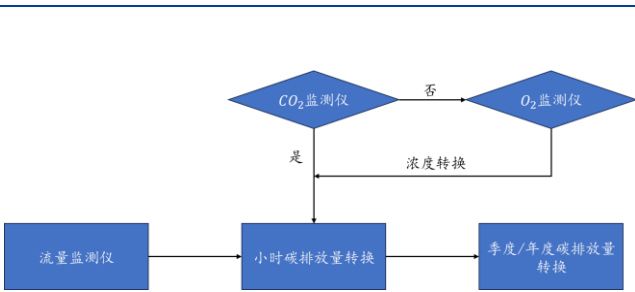 CO₂监测仪
否
O₂监测仪
是
浓度转换
流量监测仪
小时碳排放量转换
季度/年度碳排放量
转换